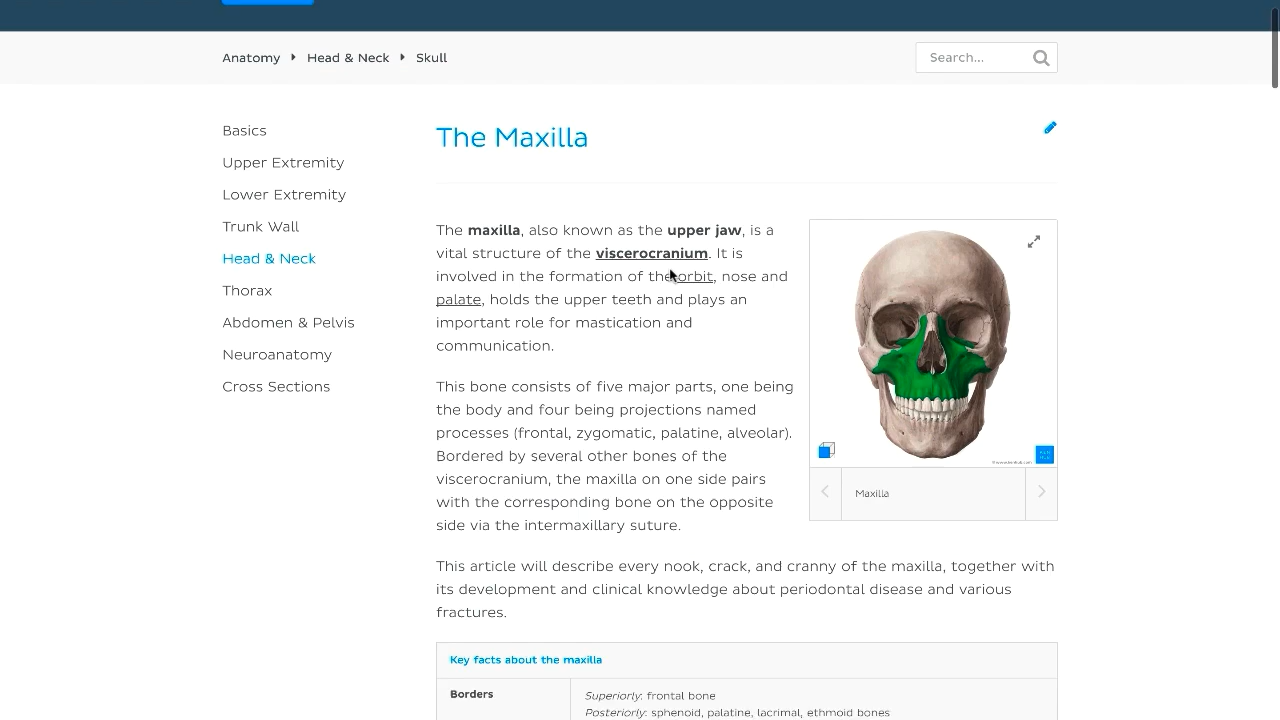 Anatomy Head & Neck Skull
Search...
Basics
Upper Extremity
Lower Extremity
Trunk Wall
Head & Neck
Thorax
Abdomen & Pelvis
Neuroanatomy
Cross Sections
The Maxilla
The maxilla, also known as the upper jaw, is a
vital structure of the viscerocranium. It is
involved in the formation of the orbit, nose and
palate, holds the upper teeth and plays an
important role for mastication and
communication.
This bone consists of five major parts, one being
the body and four being projections named
processes (frontal, zygomatic, palatine, alveolar).
Bordered by several other bones of the
viscerocranium, the maxilla on one side pairs
with the corresponding bone on the opposite
side via the intermaxillary suture.
Maxilla
This article will describe every nook, crack, and cranny of the maxilla, together with
its development and clinical knowledge about periodontal disease and various
fractures.
Key facts about the maxilla
Borders
Superiorly: frontal bone
Posteriorly: sphenoid, palatine, lacrimal, ethmoid bones